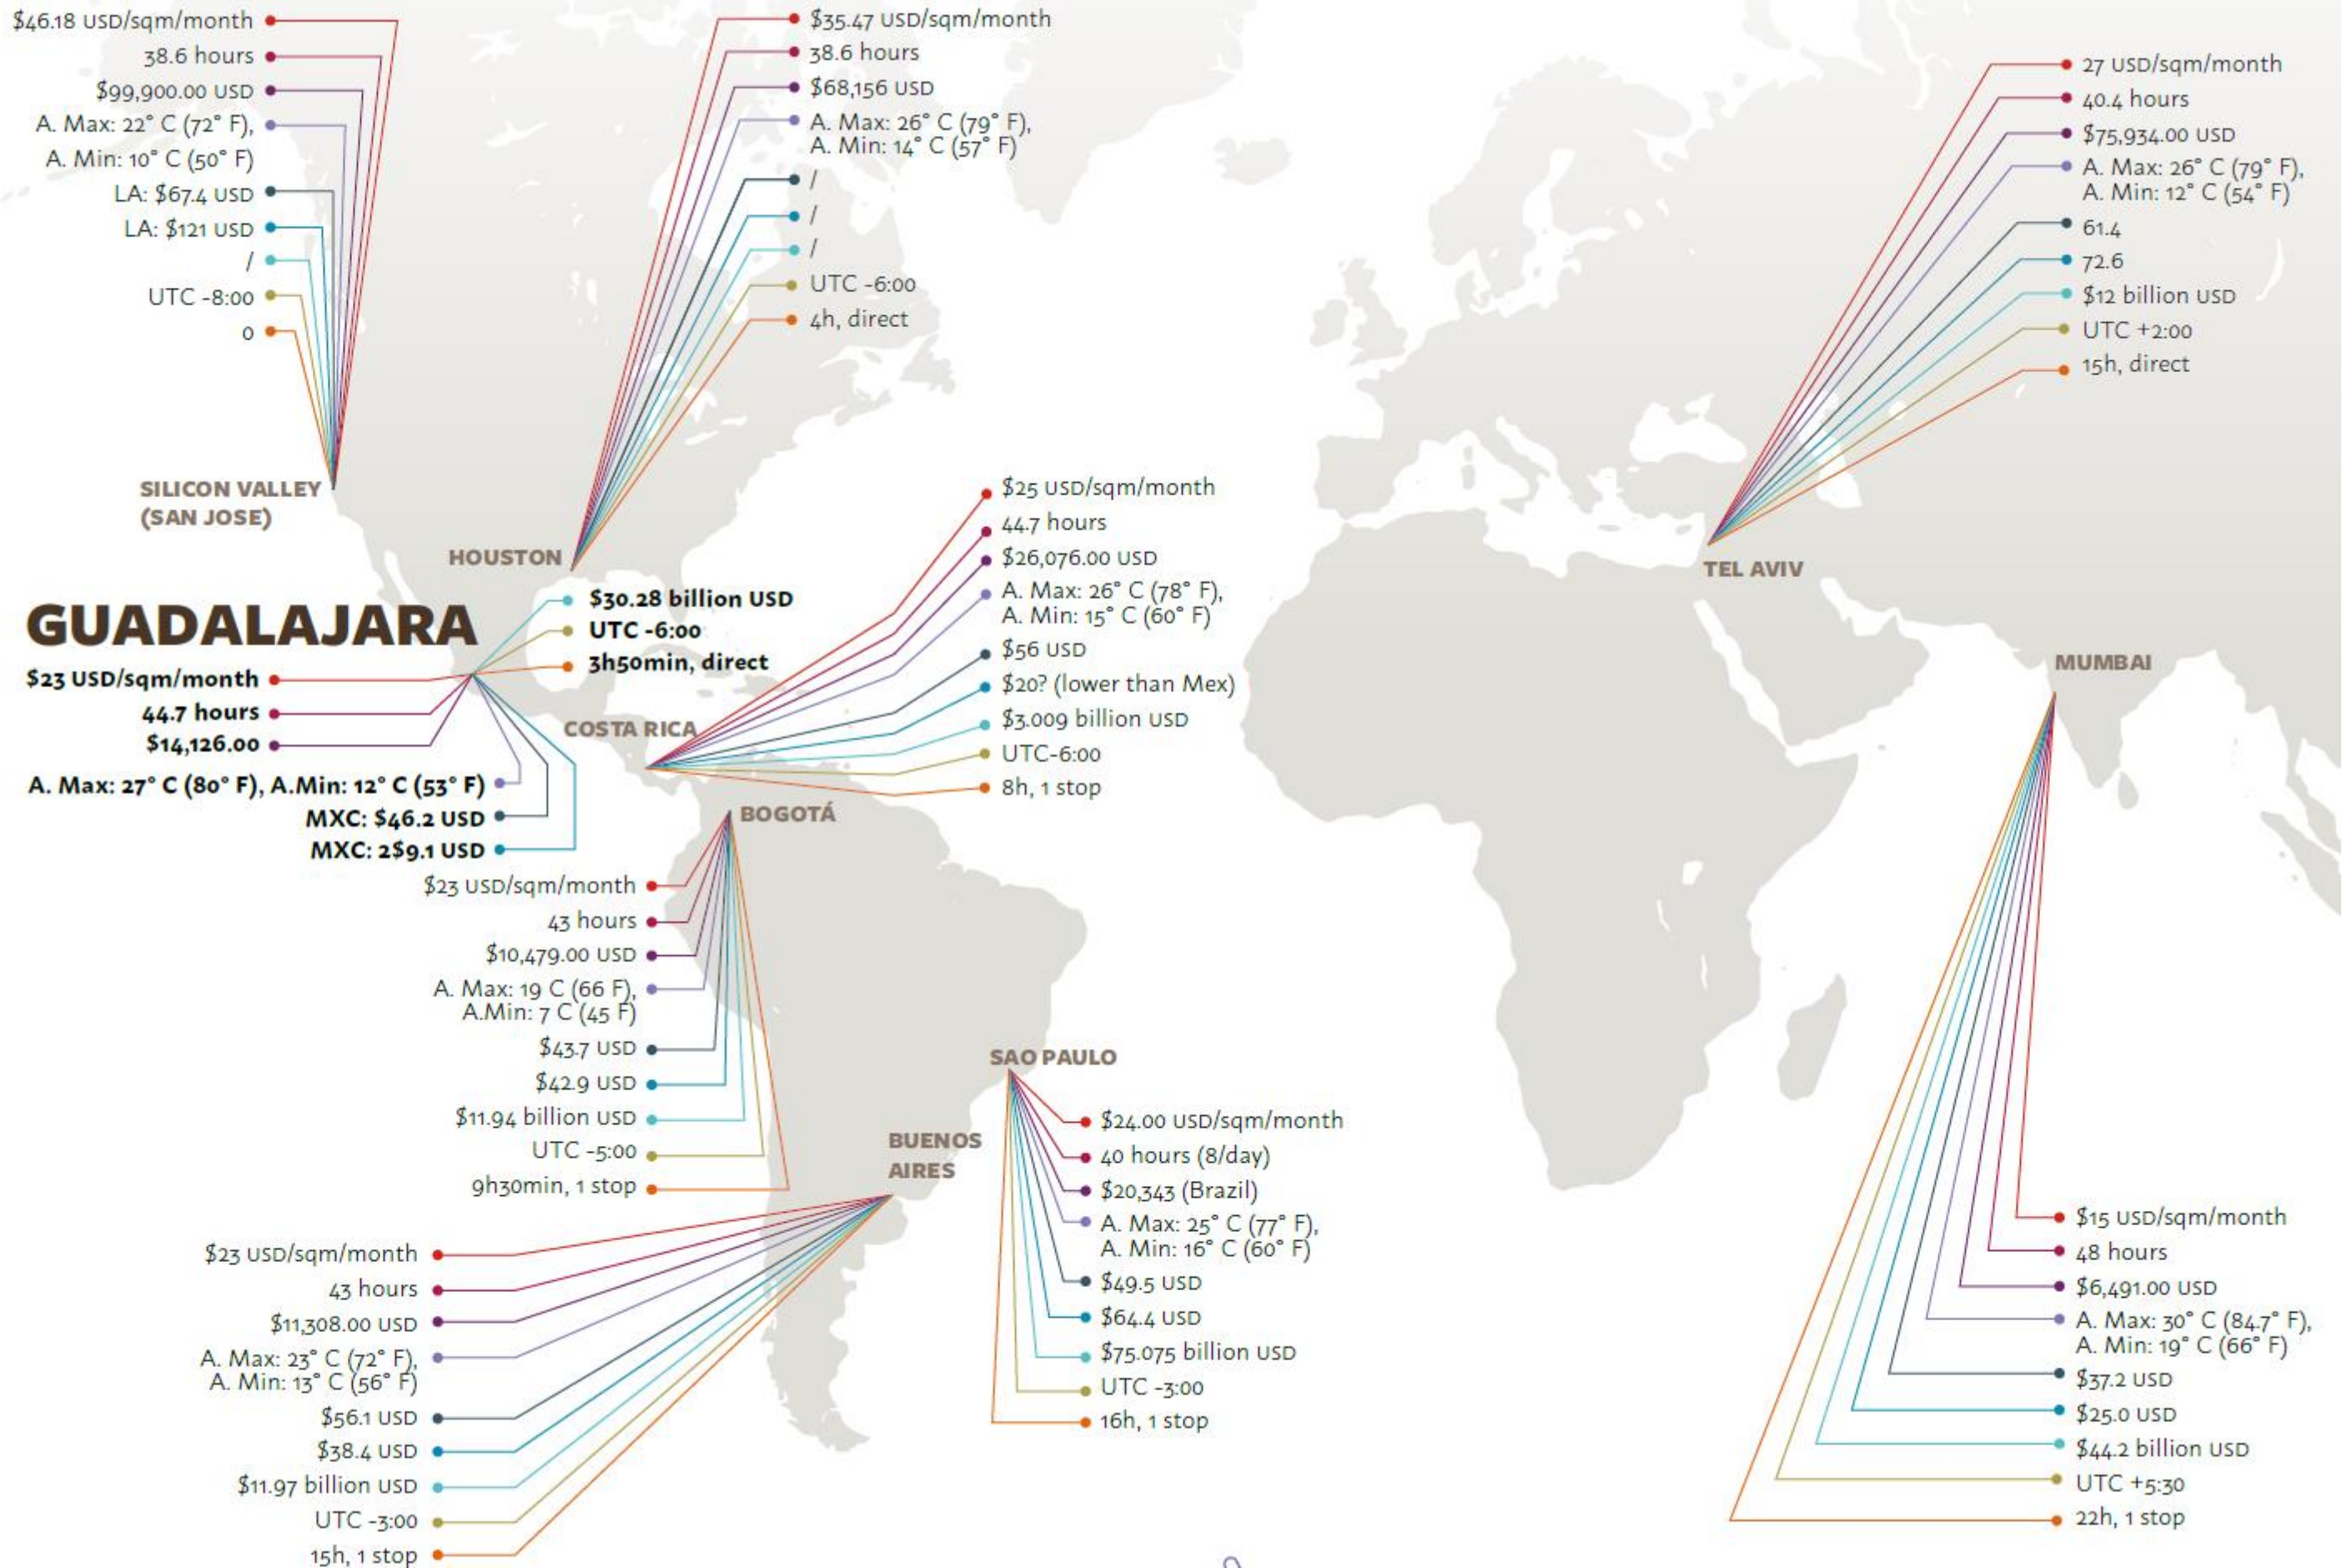 $46.18 USD/sqm/month
38.6 hours
$99,900.00 USD
A. Max: 22° C (72° F),
A. Min: 10° C (50° F)
LA: $67.4 USD
LA: $121 USD
/
UTC -8:00
0
SILICON VALLEY
(SAN JOSE)
$35.47 USD/sqm/month
38.6 hours
$68,156 USD
A. Max: 26° C (79° F),
A. Min: 14° C (57° F)
/
/
/
UTC -6:00
4h, direct
HOUSTON
27 USD/sqm/month
40.4 hours
$75,934.00 USD
A. Max: 26° C (79° F),
A. Min: 12° C (54° F)
61.4
72.6
$12 billion USD
UTC +2:00
15h, direct
TEL AVIV
GUADALAJARA
$30.28 billion USD
UTC -6:00
3h50min, direct
$23 USD/sqm/month
44.7 hours
$14,126.00
A. Max: 27° C (80° F), A.Min: 12° C (53° F)
MXC: $46.2 USD
MXC: 2$9.1 USD
COSTA RICA
$25 USD/sqm/month
44.7 hours
$26,076.00 USD
A. Max: 26° C (78° F),
A. Min: 15° C (60° F)
$56 USD
$20? (lower than Mex)
$3.009 billion USD
UTC-6:00
8h, 1 stop
BOGOTÁ
$23 USD/sqm/month
43 hours
$10,479.00 USD
A. Max: 19 C (66 F),
A.Min: 7 C (45 F)
$43.7 USD
$42.9 USD
$11.94 billion USD
UTC -5:00
9h30min, 1 stop
BUENOS
AIRES
$23 USD/sqm/month
43 hours
$11,308.00 USD
A. Max: 23° C (72° F),
A. Min: 13° C (56° F)
$56.1 USD
$38.4 USD
$11.97 billion USD
UTC -3:00
15h, 1 stop
SAO PAULO
$24.00 USD/sqm/month
40 hours (8/day)
$20,343 (Brazil)
A. Max: 25° C (77° F),
A. Min: 16° C (60° F)
$49.5 USD
$64.4 USD
$75.075 billion USD
UTC -3:00
16h, 1 stop
MUMBAI
$15 USD/sqm/month
48 hours
$6,491.00 USD
A. Max: 30° C (84.7° F),
A. Min: 19° C (66° F)
$37.2 USD
$25.0 USD
$44.2 billion USD
UTC +5:30
22h, 1 stop